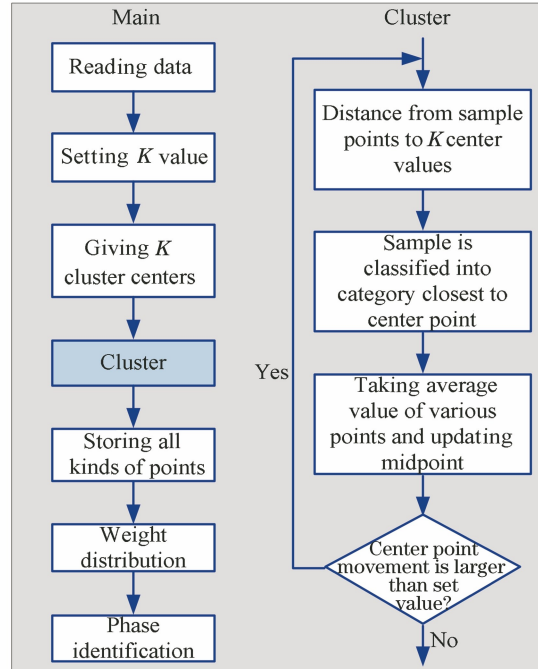 Main
Reading data
Setting K value
Giving K
cluster centers
Cluster
Storing all
kinds of points
Weight
distribution
Phase
identification
Cluster
Distance from sample
points to K center
values
Sample is
classified into
category closest to
center point
Taking average
value of various
points and updating
midpoint
Center point
movement is larger
than set
value?
Yes
No